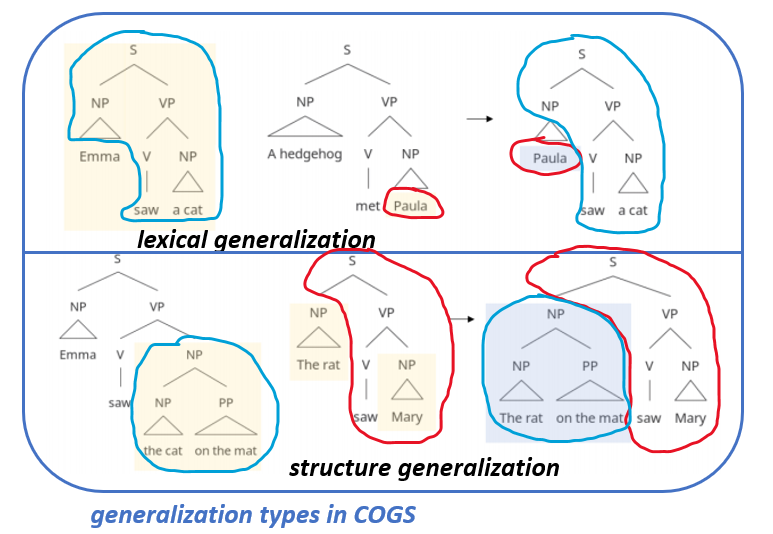 S S S
NP VP NP VP NP VP
Emma V NP A hedgehog V NP Paula V NP
saw a cat met Paula saw a cat
lexical generalization
S S S
NP VP NP VP NP VP
Emma V NP The rat V NP NP PP V NP
saw NP PP saw Mary The rat on the mat saw Mary
the cat on the mat
structure generalization
generalization types in COGS